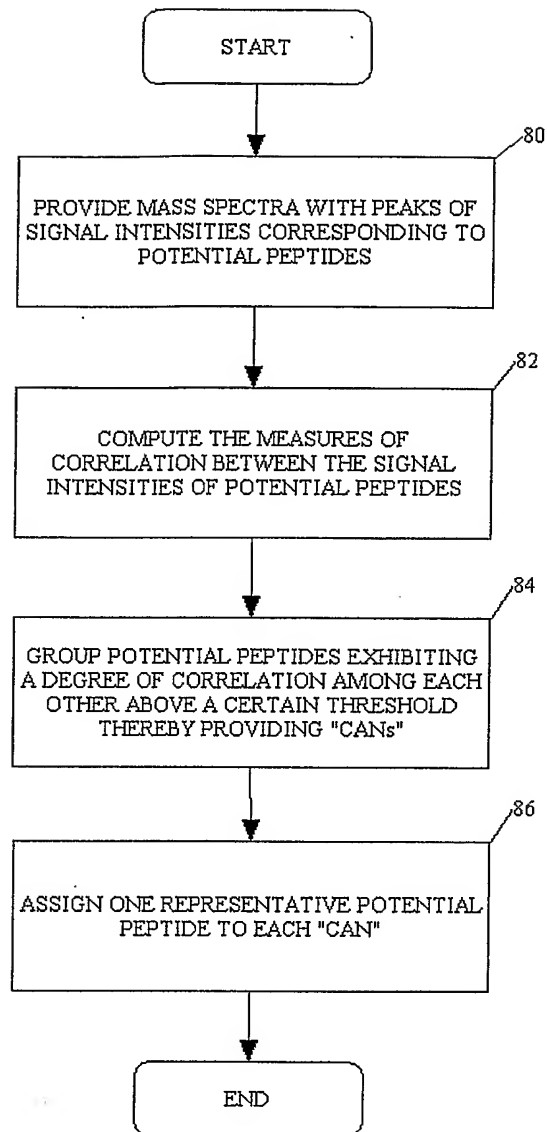 START
80
PROVIDE MASS SPECTRA WITH PEAKS OF
SIGNAL INTENSITIES CORRESPONDING TO
POTENTIAL PEPTIDES
82
COMPUTE THE MEASURES OF
CORRELATION BETWEEN THE SIGNAL
INTENSITIES OF POTENTIAL PEPTIDES
84
GROUP POTENTIAL PEPTIDES EXHIBITING
A DEGREE OF CORRELATION AMONG EACH
OTHER ABOVE A CERTAIN THRESHOLD
THEREBY PROVIDING "CANs"
86
ASSIGN ONE REPRESENTATIVE POTENTIAL
PEPTIDE TO EACH "CAN"
END